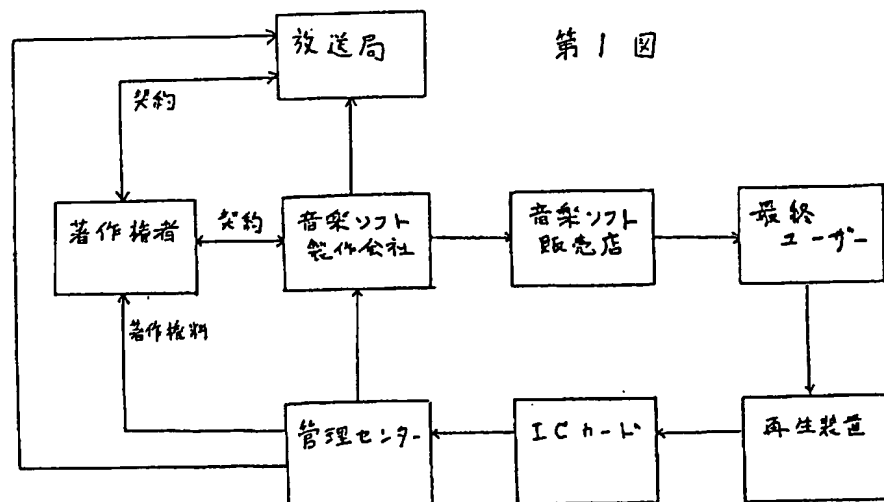 放送局
第1図
契約
著作権者
契約
音楽ソフト
製作会社
音楽ソフト
販売店
最終
ユーザー
著作権料
管理センター
ICカード
再生装置